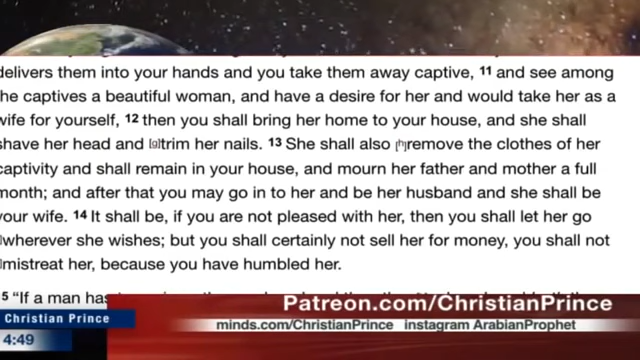 delivers them into your hands and you take them away captive, 11 and see among
the captives a beautiful woman, and have a desire for her and would take her as a
wife for yourself, 12 then you shall bring her home to your house, and she shall
shave her head and [g]trim her nails. 13 She shall also [h]remove the clothes of her
captivity and shall remain in your house, and mourn her father and mother a full
month; and after that you may go in to her and be her husband and she shall be
your wife. 14 It shall be, if you are not pleased with her, then you shall let her go
]wherever she wishes; but you shall certainly not sell her for money, you shall not
]mistreat her, because you have humbled her.
5 “If a man has
Patreon.com/ChristianPrince
Christian Prince
minds.com/ChristianPrince instagram ArabianProphet
4:49